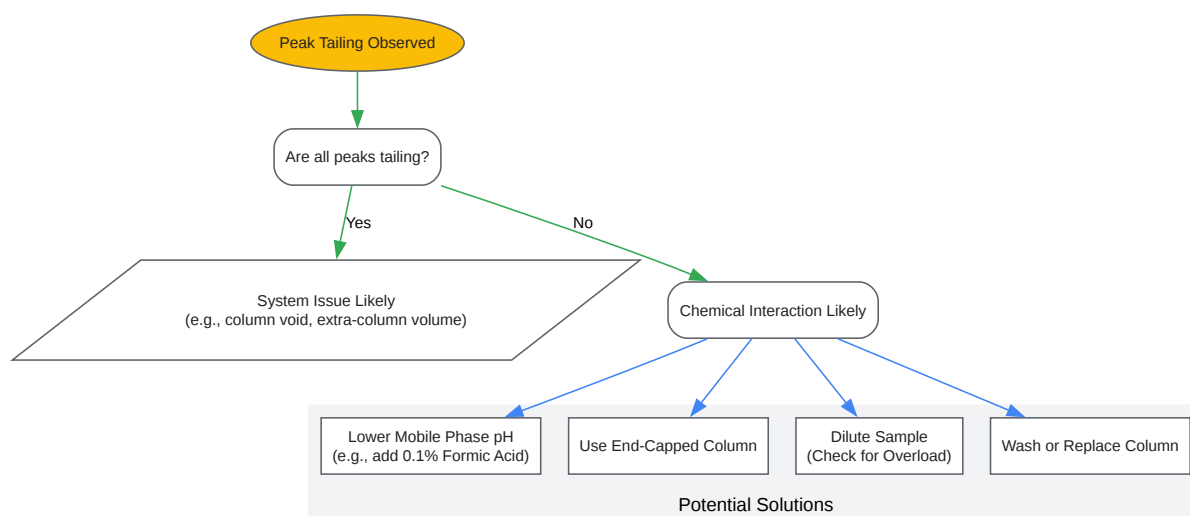 Peak Tailing Observed
Are all peaks tailing?
Yes
No
System Issue Likely
(e.g., column void, extra-column volume)
Chemical Interaction Likely
Lower Mobile Phase pH
(e.g., add 0.1% Formic Acid)
Use End-Capped Column
Dilute Sample
(Check for Overload)
Wash or Replace Column
Potential Solutions